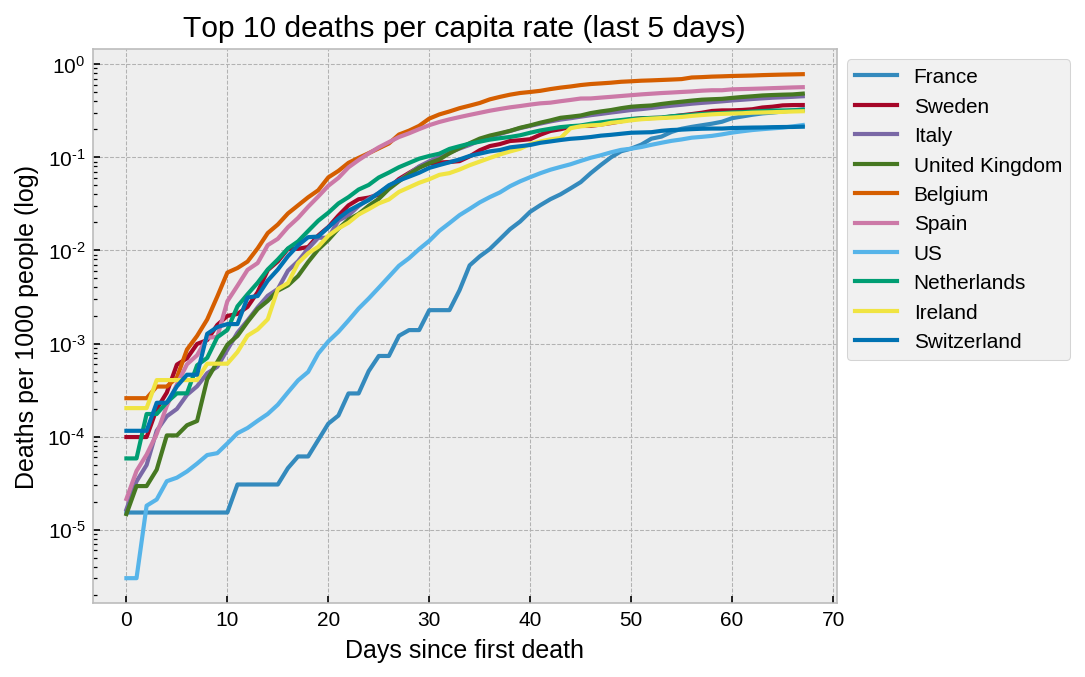 Top 10 deaths per capita rate (last 5 days)
Deaths per 1000 people (log)
10⁰
10⁻¹
10⁻²
10⁻³
10⁻⁴
10⁻⁵
0 10 20 30 40 50 60 70
Days since first death
France
Sweden
Italy
United Kingdom
Belgium
Spain
US
Netherlands
Ireland
Switzerland